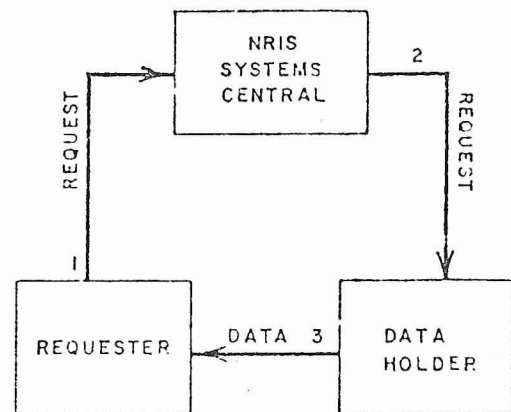 NRIS
SYSTEMS
CENTRAL
2
REQUEST
REQUEST
1
REQUESTER
DATA 3
DATA
HOLDER